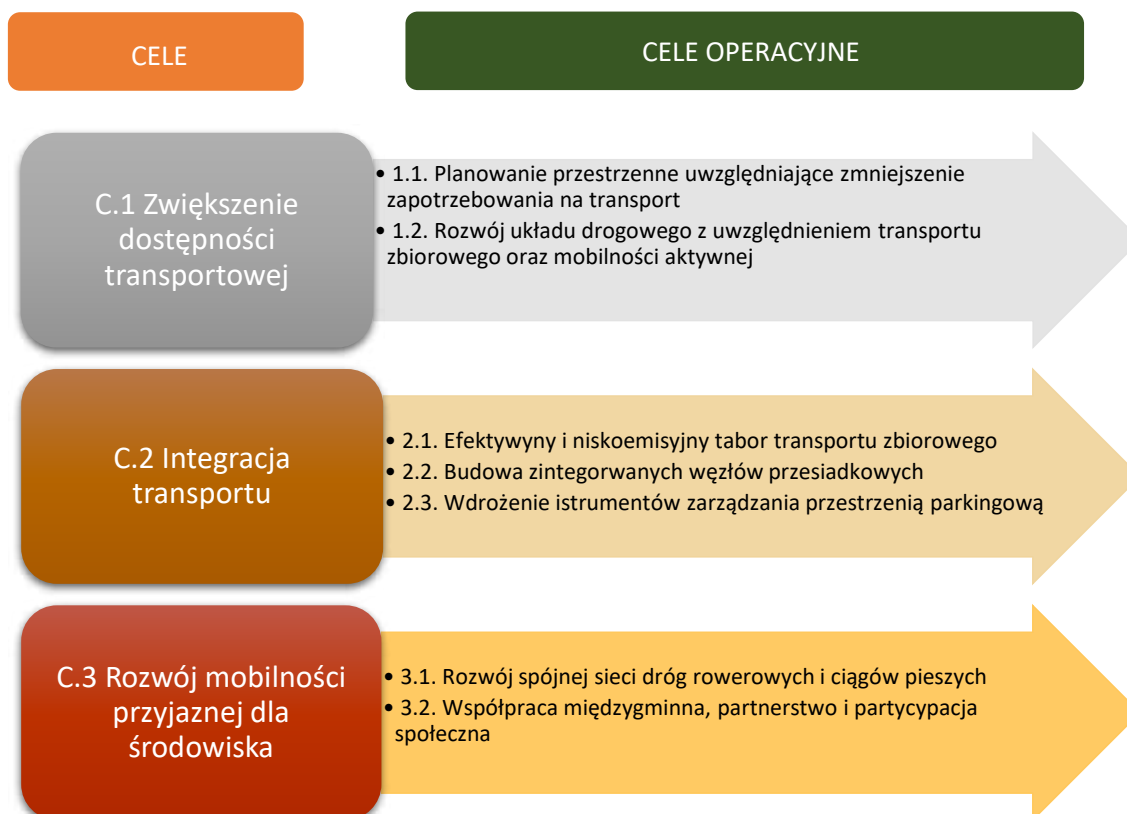 CELE
CELE OPERACYJNE
C.1 Zwiększenie
dostępności
transportowej
• 1.1. Planowanie przestrzenne uwzględniające zmniejszenie
zapotrzebowania na transport
• 1.2. Rozwój układu drogowego z uwzględnieniem transportu
zbiorowego oraz mobilności aktywnej
C.2 Integracja
transportu
• 2.1. Efektywyny i niskoemisyjny tabor transportu zbiorowego
• 2.2. Budowa zintegorwanych węzłów przesiadkowych
• 2.3. Wdrożenie istrumentów zarządzania przestrzenią parkingową
C.3 Rozwój mobilności
przyjaznej dla
środowiska
• 3.1. Rozwój spójnej sieci dróg rowerowych i ciągów pieszych
• 3.2. Współpraca międzygminna, partnerstwo i partycypacja
społeczna